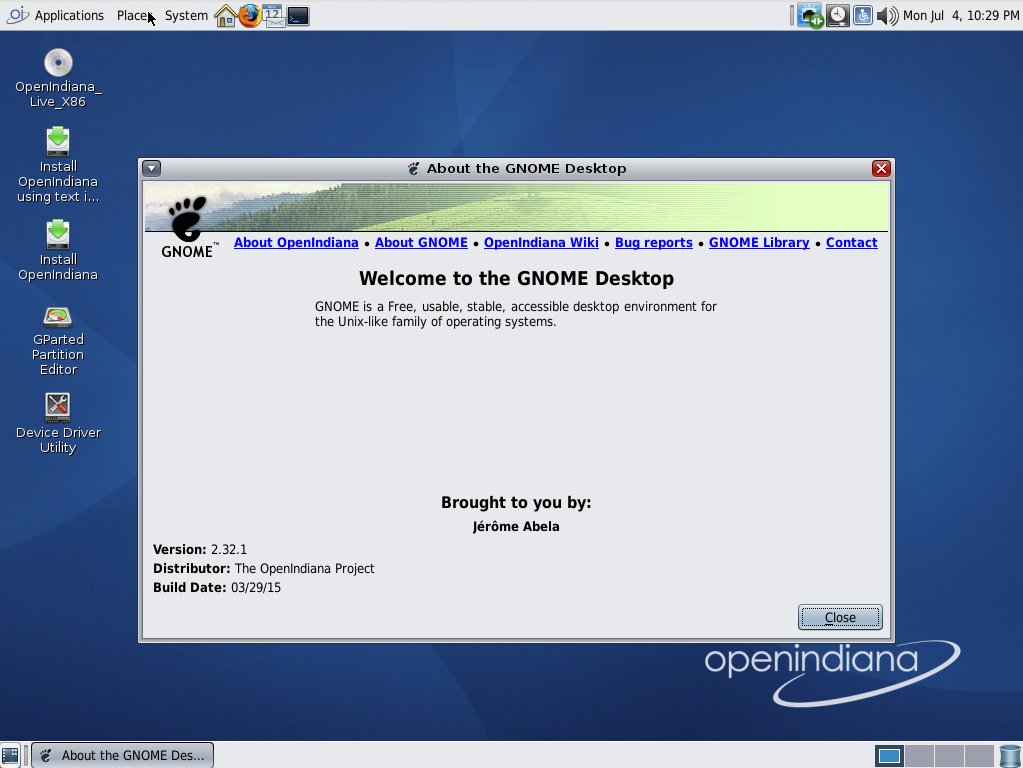 Applications Places System
12
Mon Jul 4, 10:29 PM
OpenIndiana_
Live_X86
Install
OpenIndiana
using text i...
Install
OpenIndiana
GParted
Partition
Editor
Device Driver
Utility
About the GNOME Desktop
GNOME™
About OpenIndiana • About GNOME • OpenIndiana Wiki • Bug reports • GNOME Library • Contact
Welcome to the GNOME Desktop
GNOME is a Free, usable, stable, accessible desktop environment for
the Unix-like family of operating systems.
Brought to you by:
Jérôme Abela
Version: 2.32.1
Distributor: The OpenIndiana Project
Build Date: 03/29/15
Close
openindiana
About the GNOME Des...